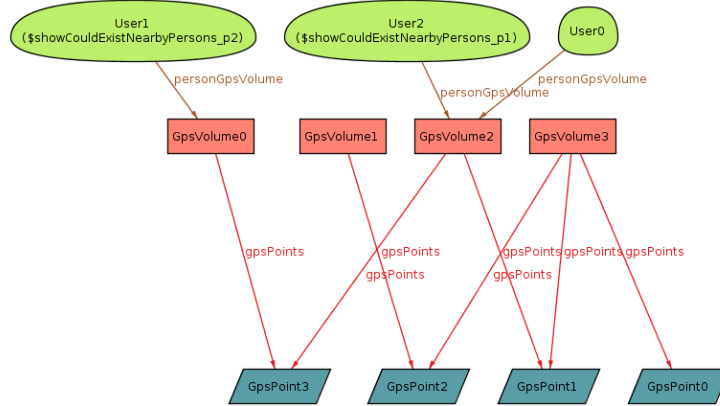 User1
($showCouldExistNearbyPersons_p2)
User2
($showCouldExistNearbyPersons_p1)
User0
personGpsVolume
personGpsVolume
personGpsVolume
GpsVolume0
GpsVolume1
GpsVolume2
GpsVolume3
gpsPoints
gpsPoints
gpsPoints
gpsPoints
gpsPoints
gpsPoints
gpsPoints
GpsPoint3
GpsPoint2
GpsPoint1
GpsPoint0